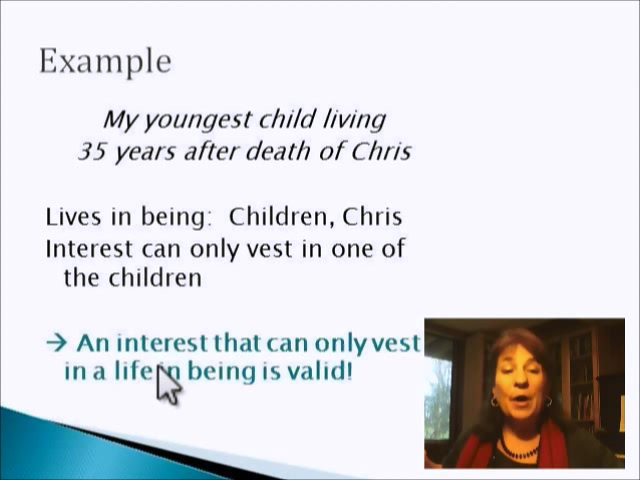 Example
My youngest child living
35 years after death of Chris
Lives in being: Children, Chris
Interest can only vest in one of
the children
→ An interest that can only vest
in a life in being is valid!